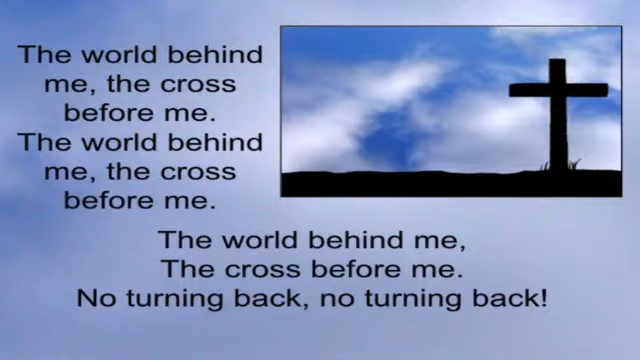 The world behind
me, the cross
before me.
The world behind
me, the cross
before me.
The world behind me,
The cross before me.
No turning back, no turning back!